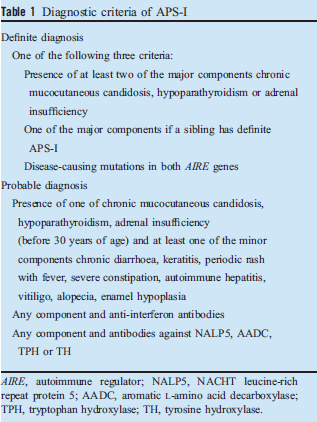 Table 1 Diagnostic criteria of APS-I
Definite diagnosis
One of the following three criteria:
Presence of at least two of the major components chronic
mucocutaneous candidosis, hypoparathyroidism or adrenal
insufficiency
One of the major components if a sibling has definite
APS-I
Disease-causing mutations in both AIRE genes
Probable diagnosis
Presence of one of chronic mucocutaneous candidosis,
hypoparathyroidism, adrenal insufficiency
(before 30 years of age) and at least one of the minor
components chronic diarrhoea, keratitis, periodic rash
with fever, severe constipation, autoimmune hepatitis,
vitiligo, alopecia, enamel hypoplasia
Any component and anti-interferon antibodies
Any component and antibodies against NALP5, AADC,
TPH or TH
AIRE, autoimmune regulator; NALP5, NACHT leucine-rich
repeat protein 5; AADC, aromatic L-amino acid decarboxylase;
TPH, tryptophan hydroxylase; TH, tyrosine hydroxylase.